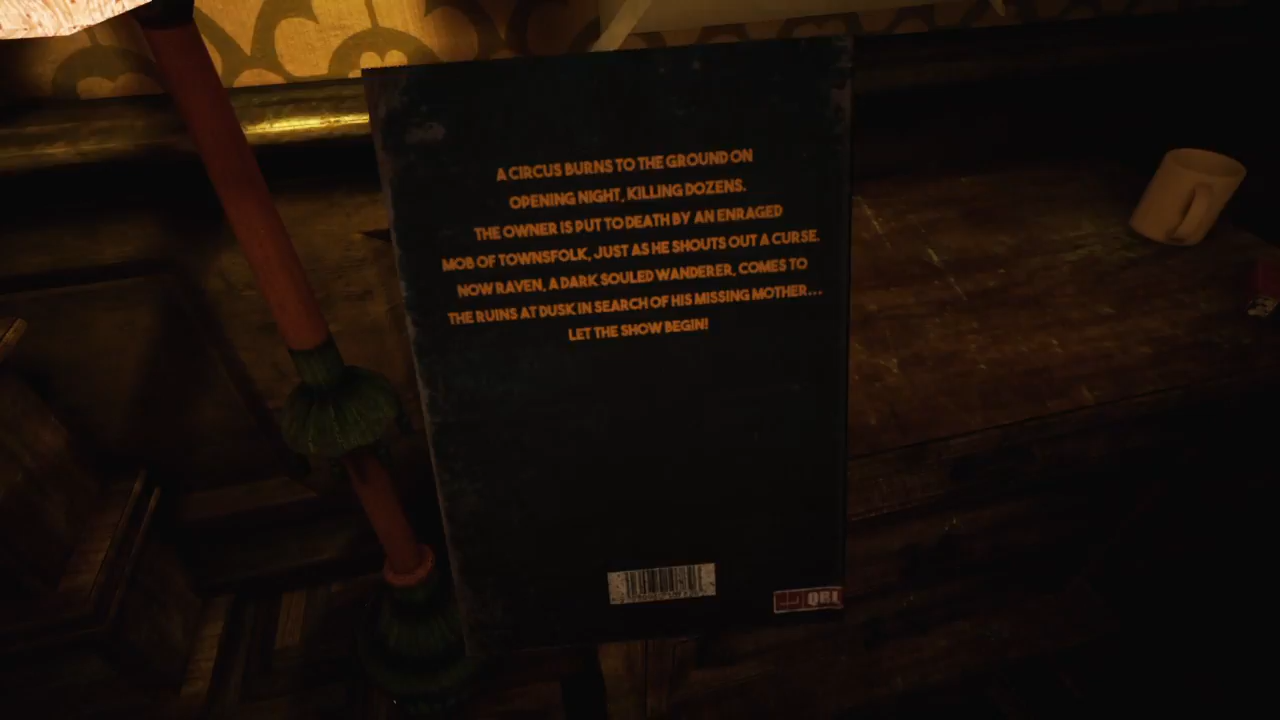 A CIRCUS BURNS TO THE GROUND ON
OPENING NIGHT, KILLING DOZENS.
THE OWNER IS PUT TO DEATH BY AN ENRAGED
MOB OF TOWNSFOLK, JUST AS HE SHOUTS OUT A CURSE.
NOW RAVEN, A DARK SOULED WANDERER, COMES TO
THE RUINS AT DUSK IN SEARCH OF HIS MISSING MOTHER...
LET THE SHOW BEGIN!